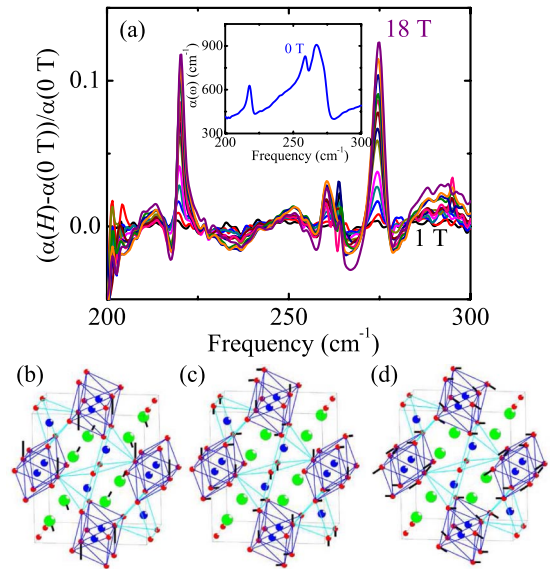 (a)
18 T
0 T
900
600
300
α(ω) (cm⁻¹)
200
250
300
Frequency (cm⁻¹)
0.1
0.0
(α(H)-α(0 T))/α(0 T)
1 T
200
250
300
Frequency (cm⁻¹)
(b)
(c)
(d)